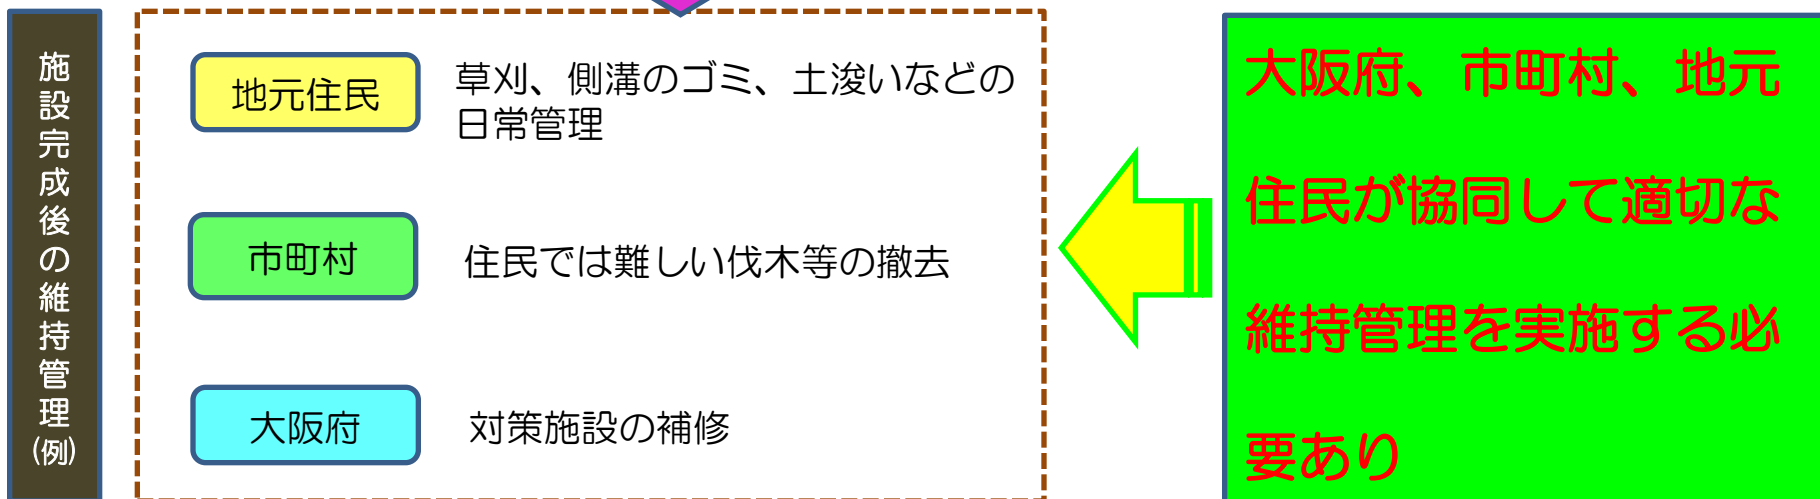 施設完成後の維持管理(例)
地元住民
草刈、側溝のゴミ、土浚いなどの
日常管理
市町村
住民では難しい伐木等の撤去
大阪府
対策施設の補修
大阪府、市町村、地元
住民が協同して適切な
維持管理を実施する必
要あり